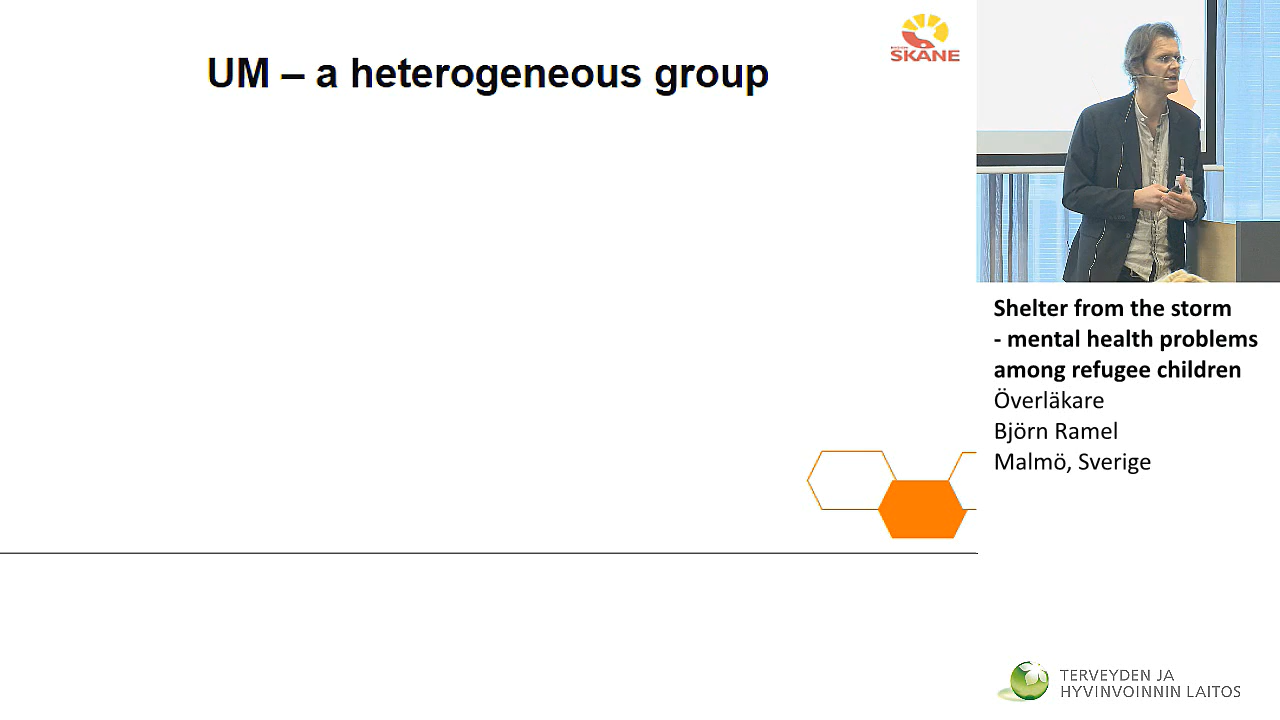 UM – a heterogeneous group
SKÅNE
Shelter from the storm
- mental health problems
among refugee children
Överläkare
Björn Ramel
Malmö, Sverige
TERVEYDEN JA
HYVINVOINNIN LAITOS